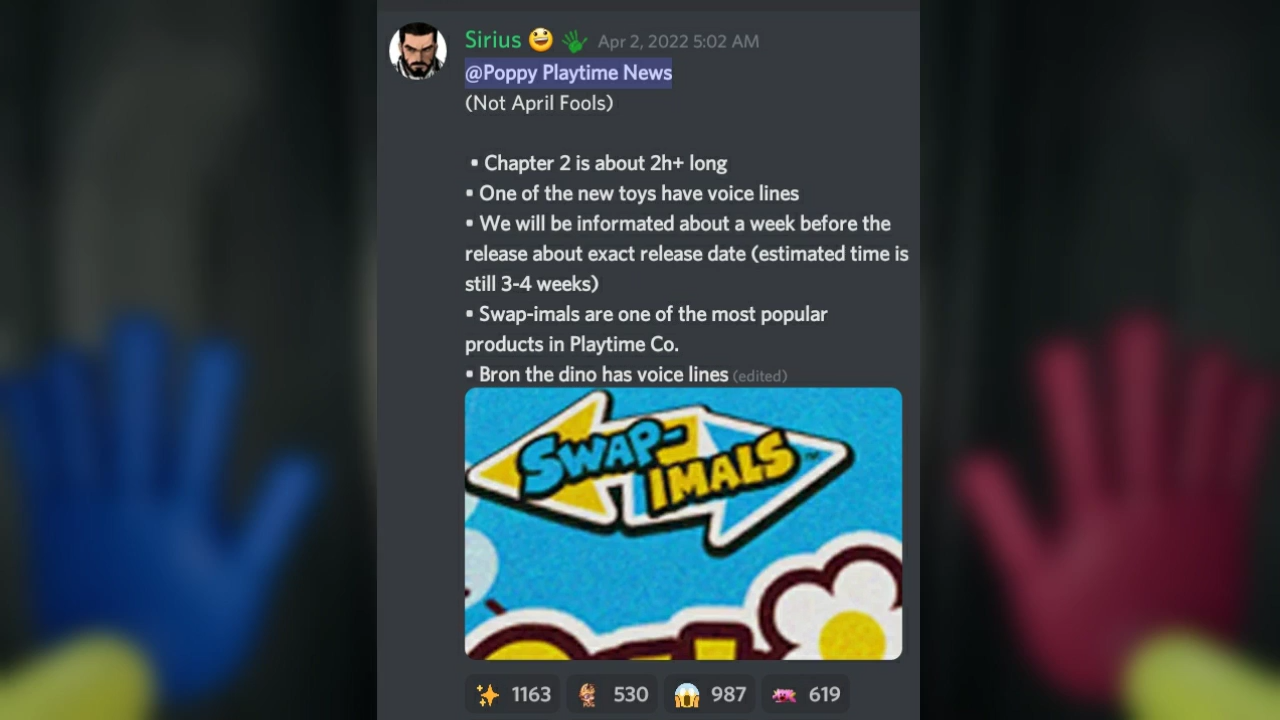 Sirius Apr 2, 2022 5:02 AM
@Poppy Playtime News
(Not April Fools)
▪ Chapter 2 is about 2h+ long
▪ One of the new toys have voice lines
▪ We will be informated about a week before the
release about exact release date (estimated time is
still 3-4 weeks)
▪ Swap-imals are one of the most popular
products in Playtime Co.
▪ Bron the dino has voice lines (edited)
SWAP-
IMALS™
1163 530 987 619